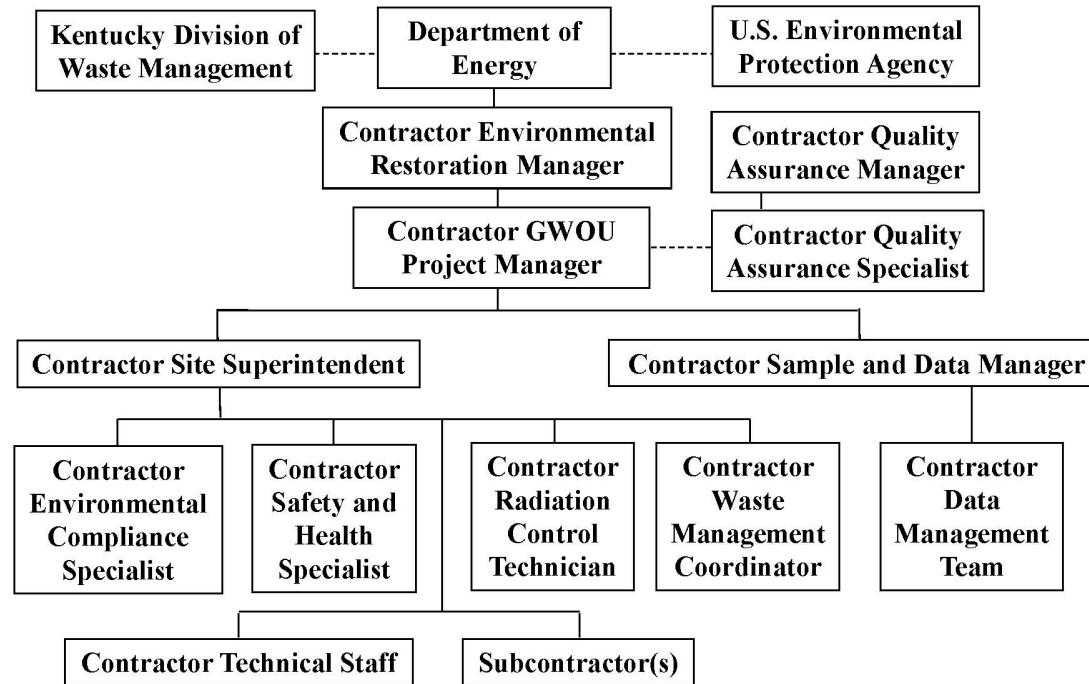 Kentucky Division of
Waste Management
Department of
Energy
U.S. Environmental
Protection Agency
Contractor Environmental
Restoration Manager
Contractor Quality
Assurance Manager
Contractor GWOU
Project Manager
Contractor Quality
Assurance Specialist
Contractor Site Superintendent
Contractor Sample and Data Manager
Contractor
Environmental
Compliance
Specialist
Contractor
Safety and
Health
Specialist
Contractor
Radiation
Control
Technician
Contractor
Waste
Management
Coordinator
Contractor
Data
Management
Team
Contractor Technical Staff
Subcontractor(s)